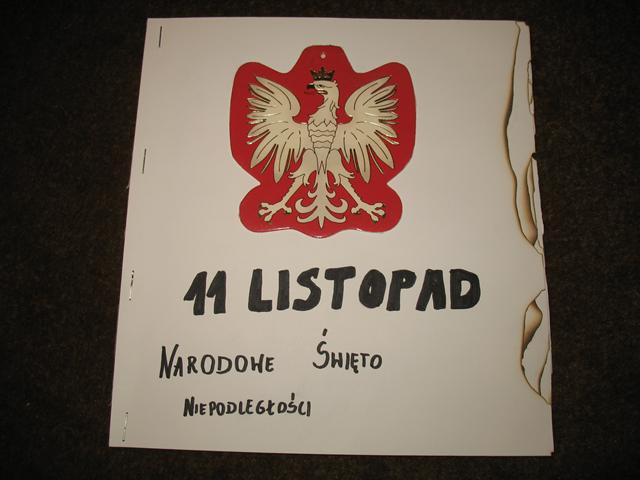 11 LISTOPAD
NARODOWE ŚWIĘTO
NIEPODLEGŁOŚCI